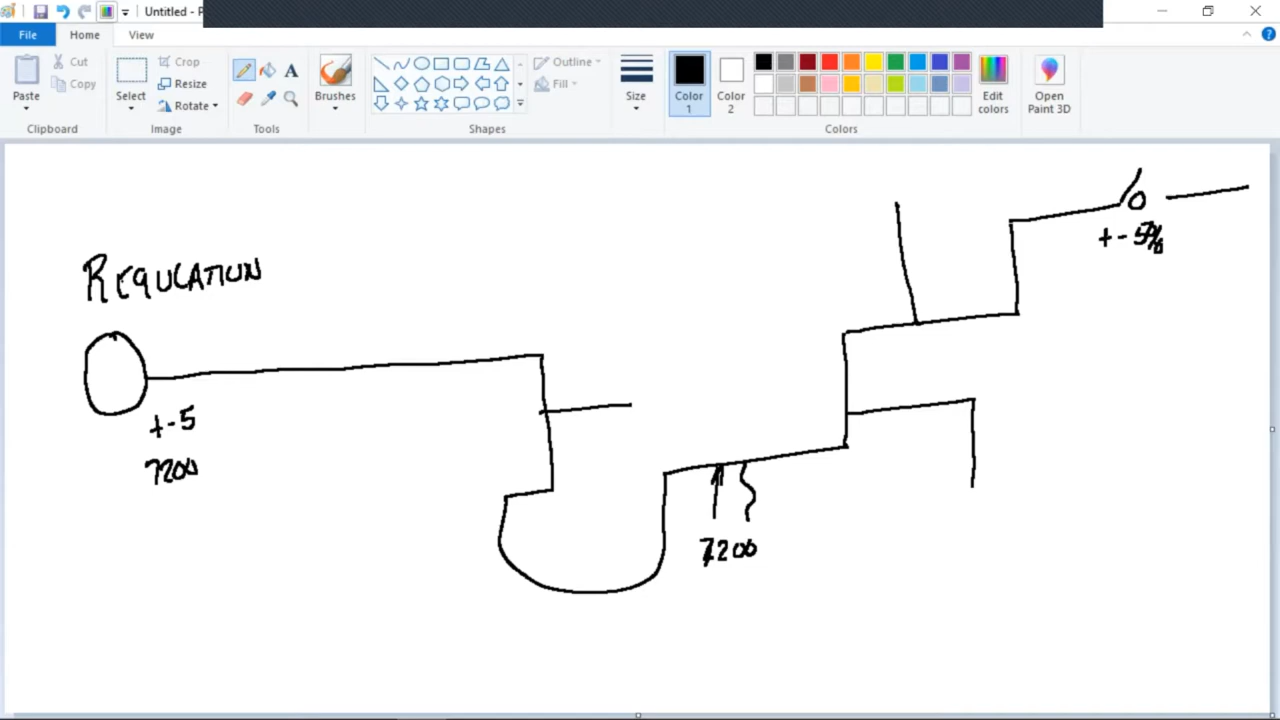 Untitled - P
File
Home
View
Paste
Cut
Copy
Clipboard
Select
Crop
Resize
Rotate
Image
A
Tools
Brushes
Outline
Fill
Shapes
Size
Color
1
Color
2
Edit
colors
Colors
Open
Paint 3D
REGULATION
+-5%
+-5
7200
7200